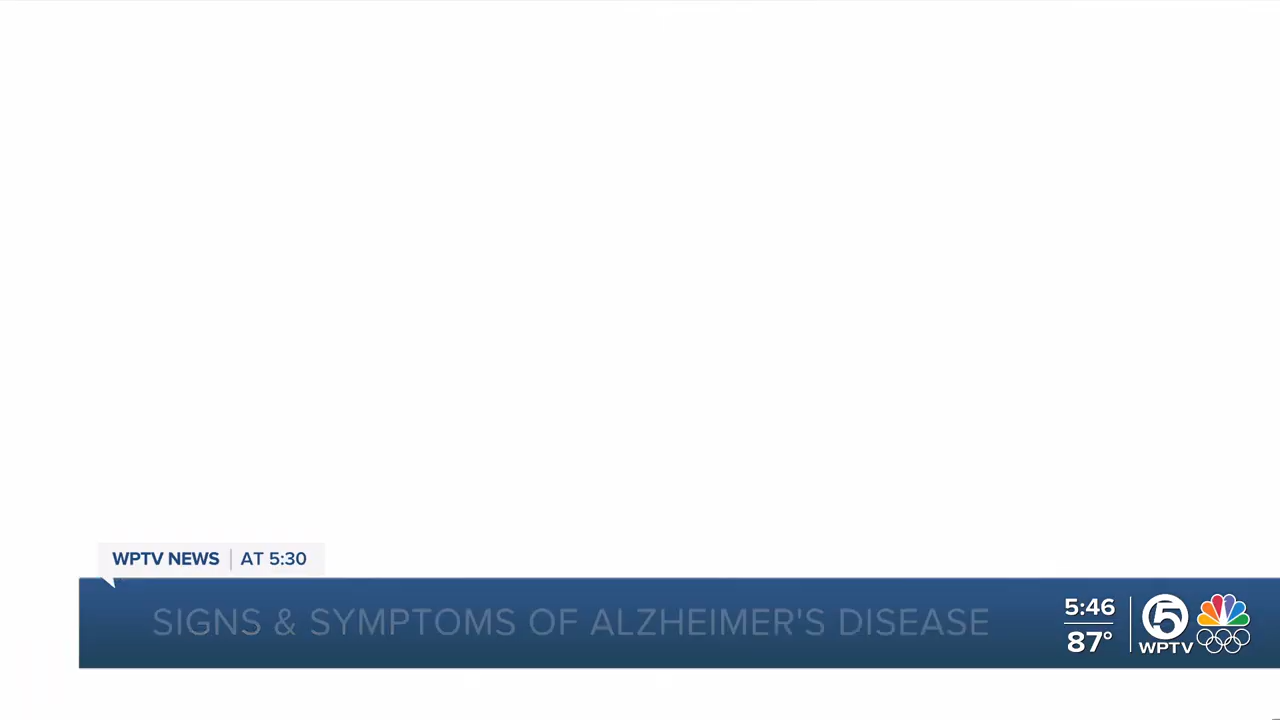 WPTV NEWS | AT 5:30
SIGNS & SYMPTOMS OF ALZHEIMER'S DISEASE
5:46
87°
5
WPTV